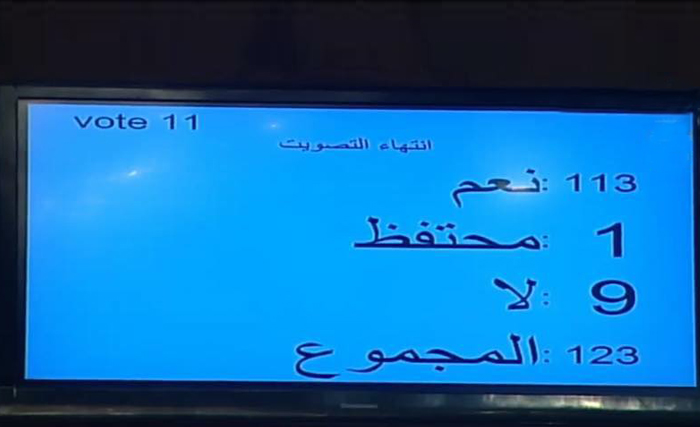 vote 11
انتهاء التصويت
نعم: 113
محتفظ: 1
لا: 9
المجموع: 123